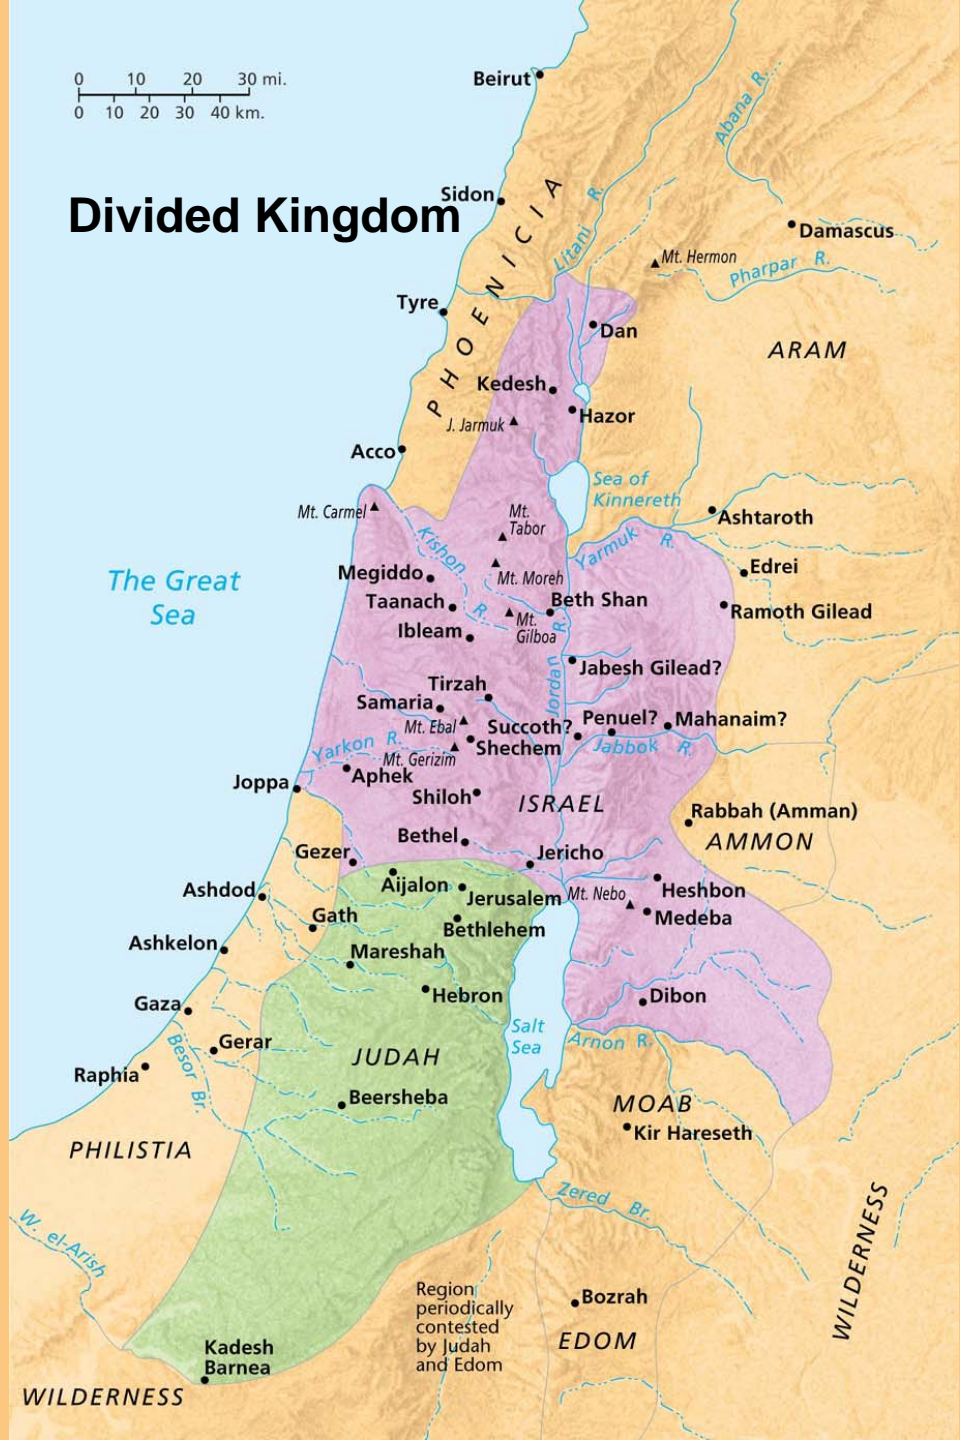 Beirut
0 10 20 30 mi.
0 10 20 30 40 km.
Abana R.
Sidon
Divided Kingdom
PHOENICIA
Litani R.
Damascus
Mt. Hermon
Pharpar R.
Tyre
Dan
ARAM
Kedesh
Hazor
J. Jarmuk
Acco
Sea of
Kinnereth
Mt. Carmel
Mt.
Tabor
Ashtaroth
Kishon R.
Yarmuk R.
Edrei
Megiddo
Mt. Moreh
The Great
Sea
Taanach
Beth Shan
Ramoth Gilead
Ibleam
Mt.
Gilboa
Jordan R.
Jabesh Gilead?
Tirzah
Samaria
Mt. Ebal
Succoth?
Penuel?
Mahanaim?
Shechem
Jabbok R.
Yarkon R.
Mt. Gerizim
Aphek
Joppa
Shiloh
ISRAEL
Rabbah (Amman)
AMMON
Bethel
Gezer
Jericho
Aijalon
Jerusalem
Mt. Nebo
Heshbon
Ashdod
Gath
Medeba
Bethlehem
Ashkelon
Mareshah
Hebron
Dibon
Gaza
Salt
Sea
Arnon R.
Gerar
Besor Br.
JUDAH
Raphia
Beersheba
MOAB
Kir Hareseth
PHILISTIA
Zered Br.
W. el-Arish
WILDERNESS
Region
periodically
contested
by Judah
and Edom
Bozrah
EDOM
Kadesh
Barnea
WILDERNESS